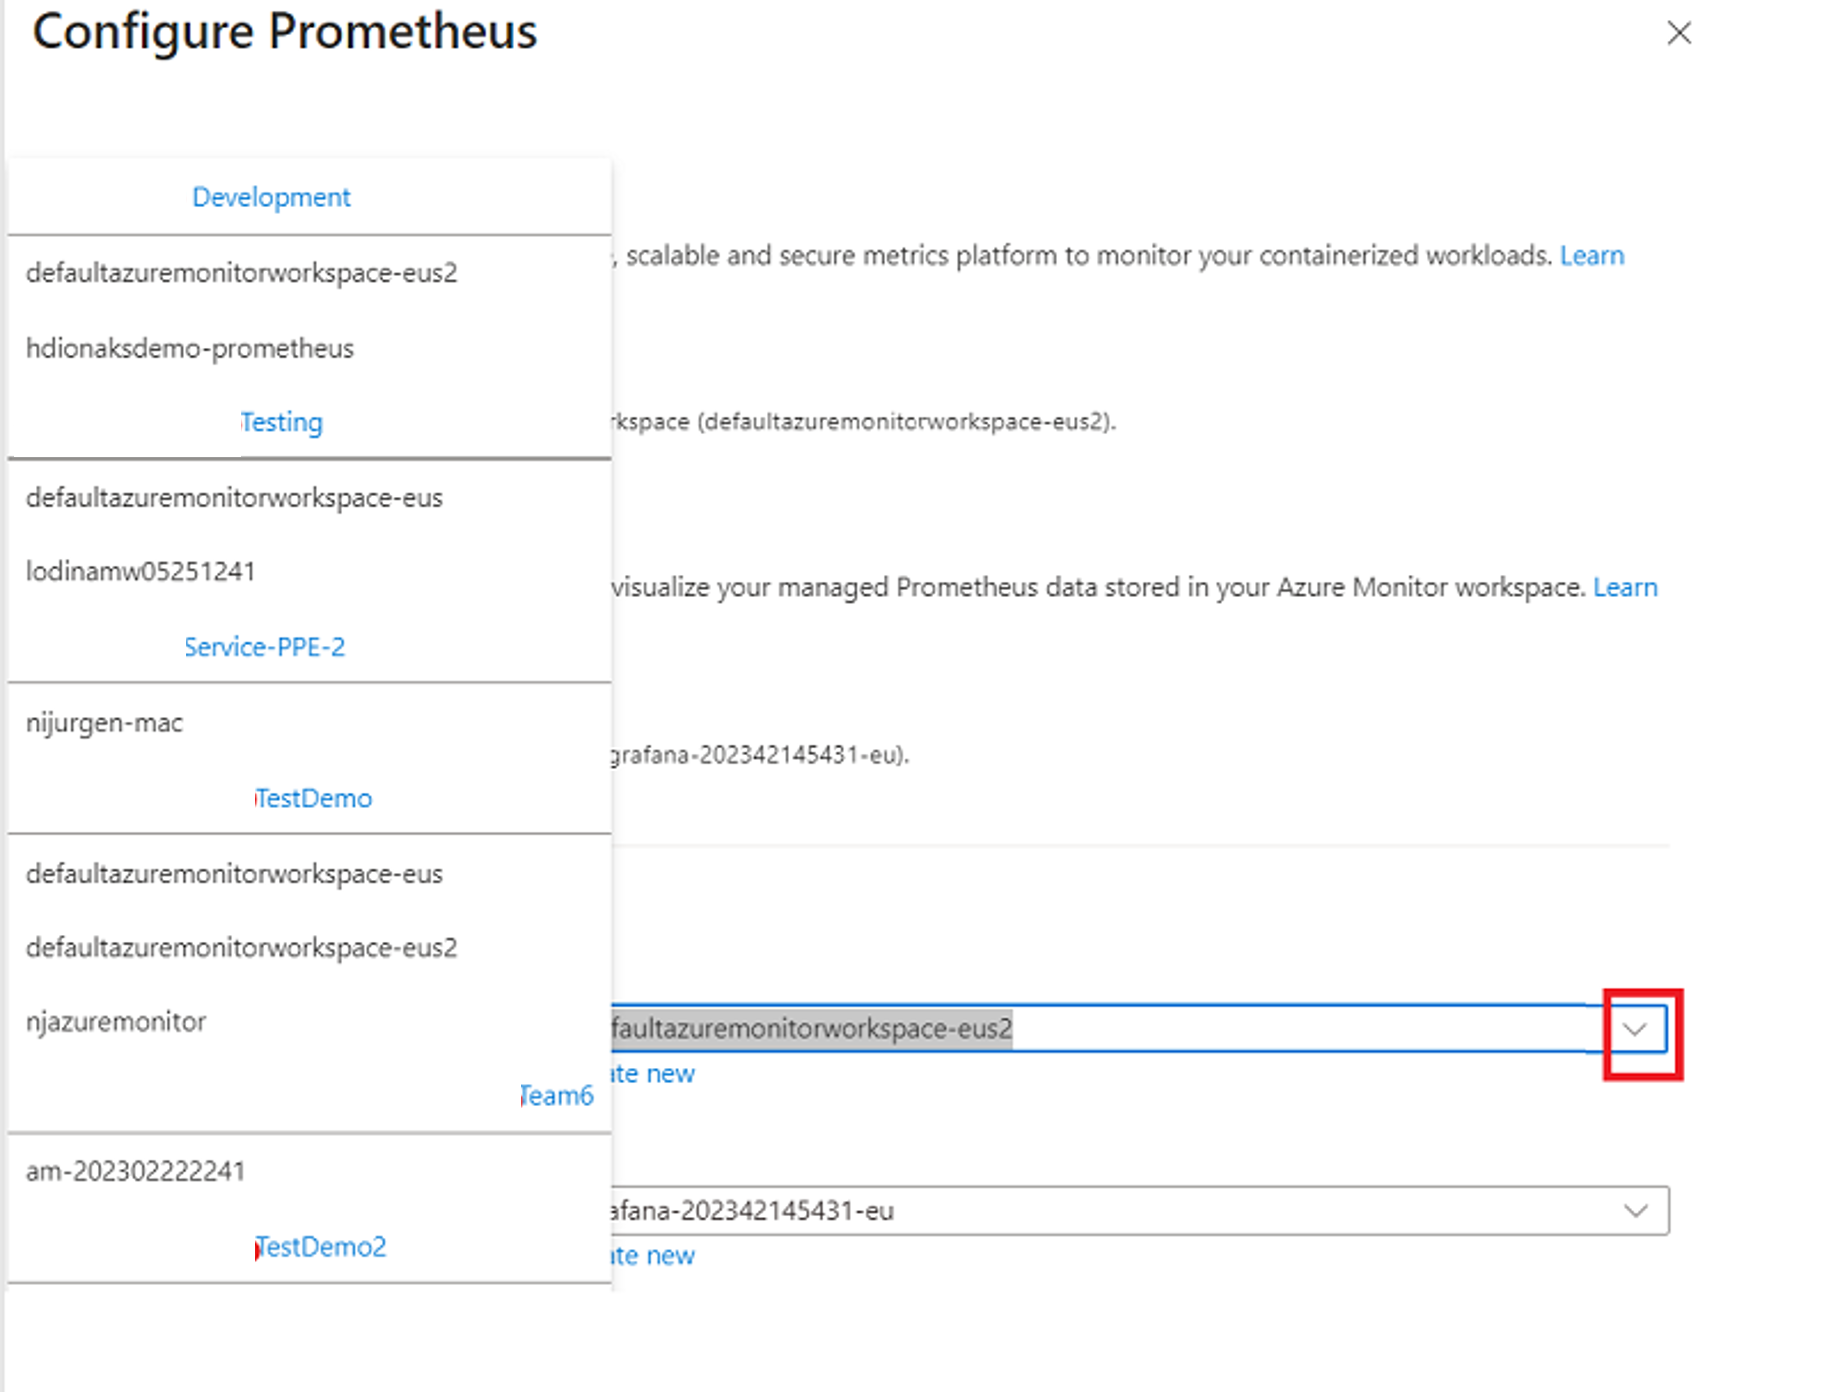 Configure Prometheus
Development
defaultazuremonitorworkspace-eus2
, scalable and secure metrics platform to monitor your containerized workloads. Learn
hdionaksdemo-prometheus
Testing
(defaultazuremonitorworkspace-eus2).
defaultazuremonitorworkspace-eus
lodinamw05251241
visualize your managed Prometheus data stored in your Azure Monitor workspace. Learn
Service-PPE-2
nijurgen-mac
grafana-202342145431-eu).
TestDemo
defaultazuremonitorworkspace-eus
defaultazuremonitorworkspace-eus2
njazuremonitor
faultazuremonitorworkspace-eus2
new
Team6
am-202302222241
afana-202342145431-eu
TestDemo2
new